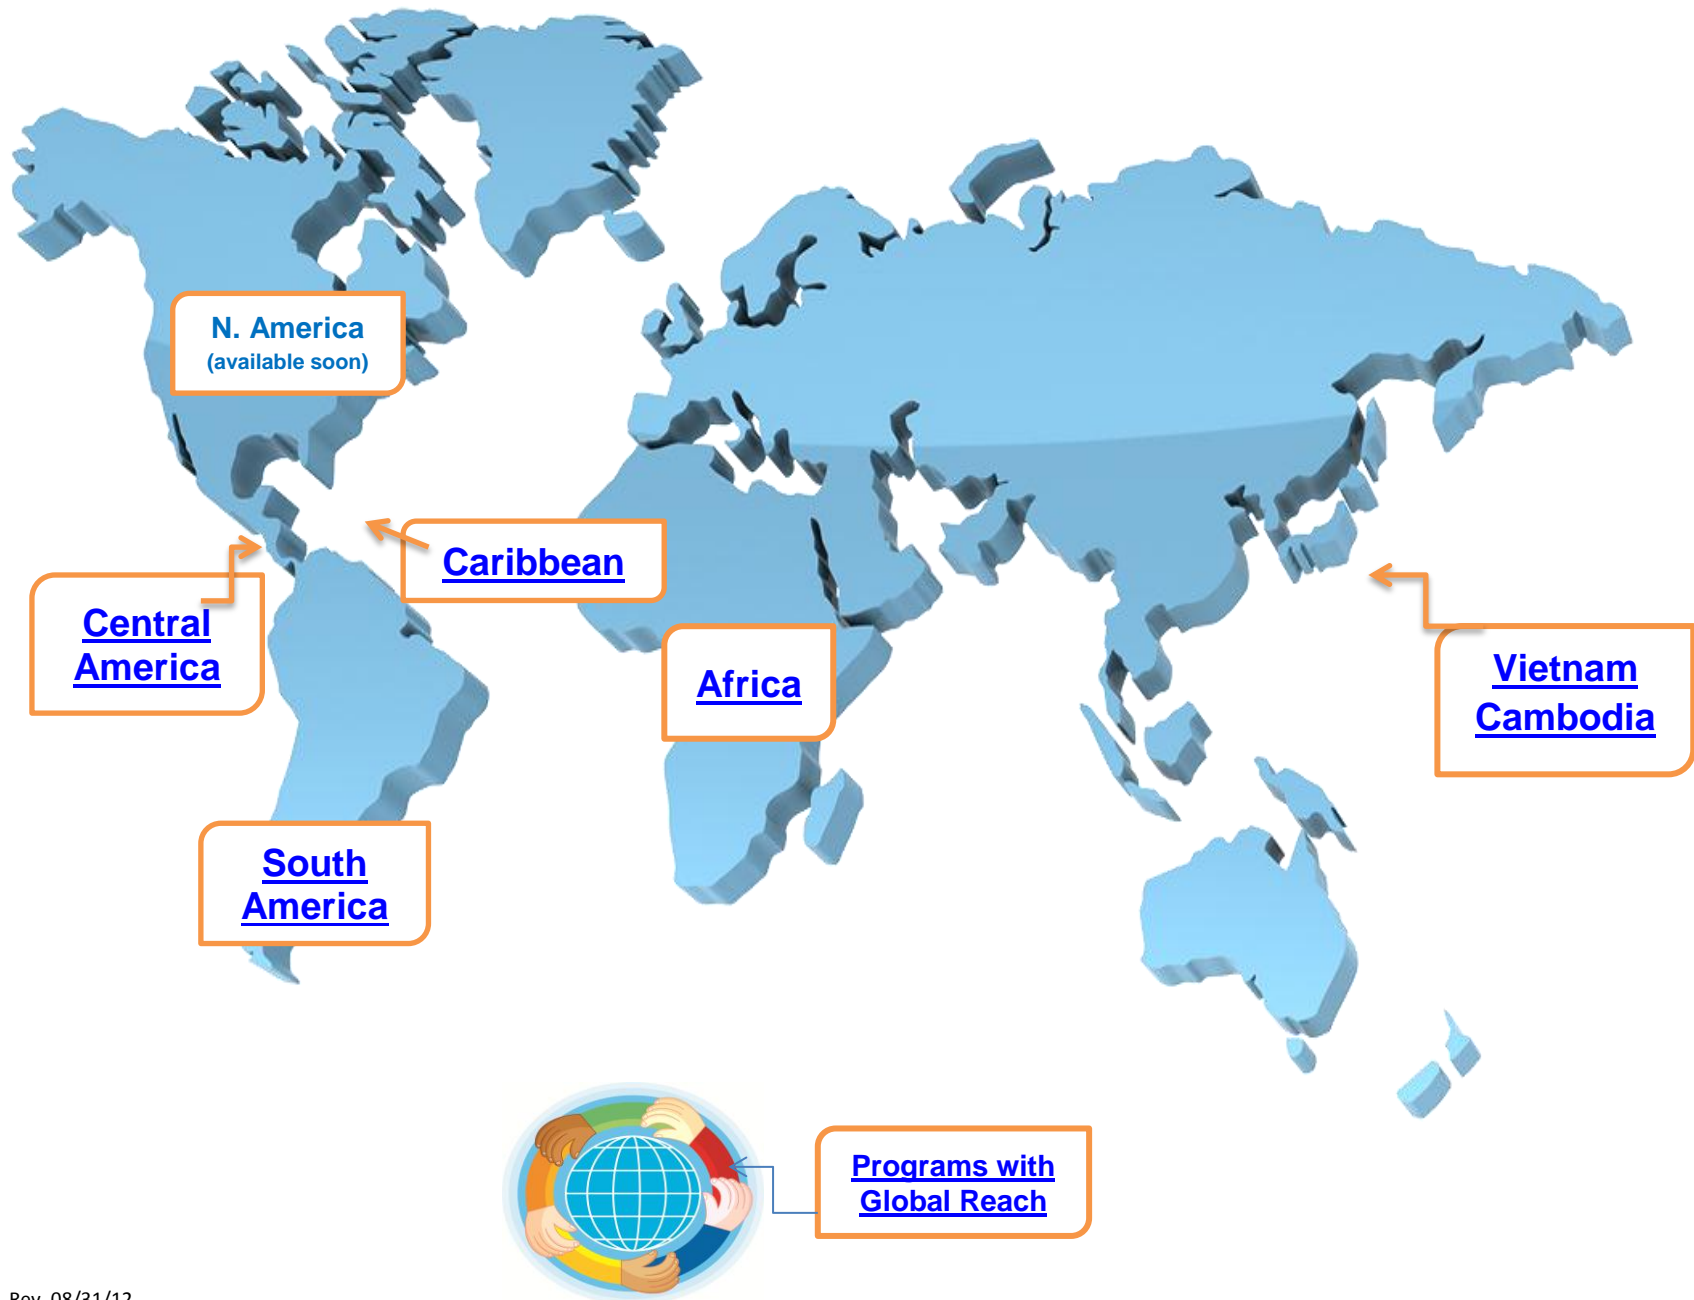 N. America
(available soon)
Caribbean
Central
America
Africa
Vietnam
Cambodia
South
America
Programs with
Global Reach
Rev. 08/31/12